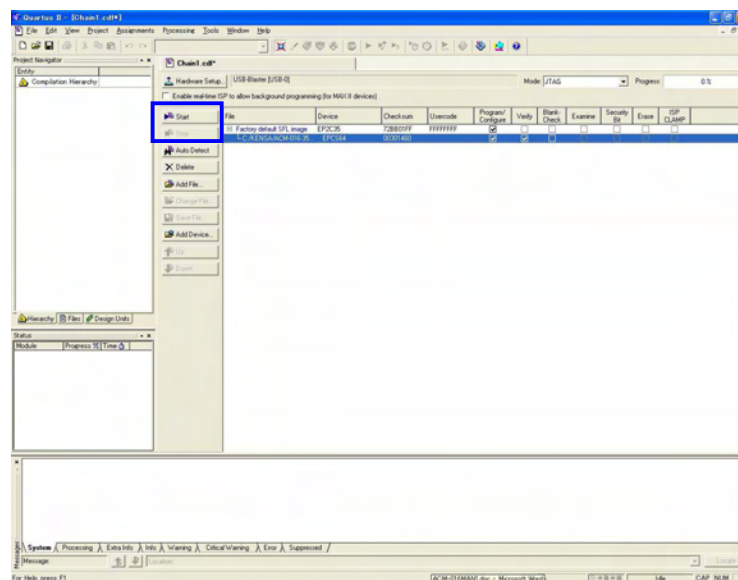 Quartus II - [Chain1.cdf*]
File Edit View Project Assignments Processing Tools Window Help
Project Navigator
Entity
Compilation Hierarchy
Hierarchy Files Design Units
Status
Module Progress % Time
Chain1.cdf*
Hardware Setup... USB-Blaster [USB-0] Mode: JTAG Progress: 0 %
Enable real-time ISP to allow background programming (for MAX II devices)
Start
Stop
Auto Detect
Delete
Add File...
Change File...
Save File...
Add Device...
Up
Down
File Device Checksum Usercode Program/Configure Verify Blank-Check Examine Security Bit Erase ISP CLAMP
Factory default SFL image EP2C35 FFFFFFFF
EPCS64
System Processing Extra Info Info Warning Critical Warning Error Suppressed
Messages
Message: Location: Locate
For Help, press F1 Microsoft Word Idle CAP NUM